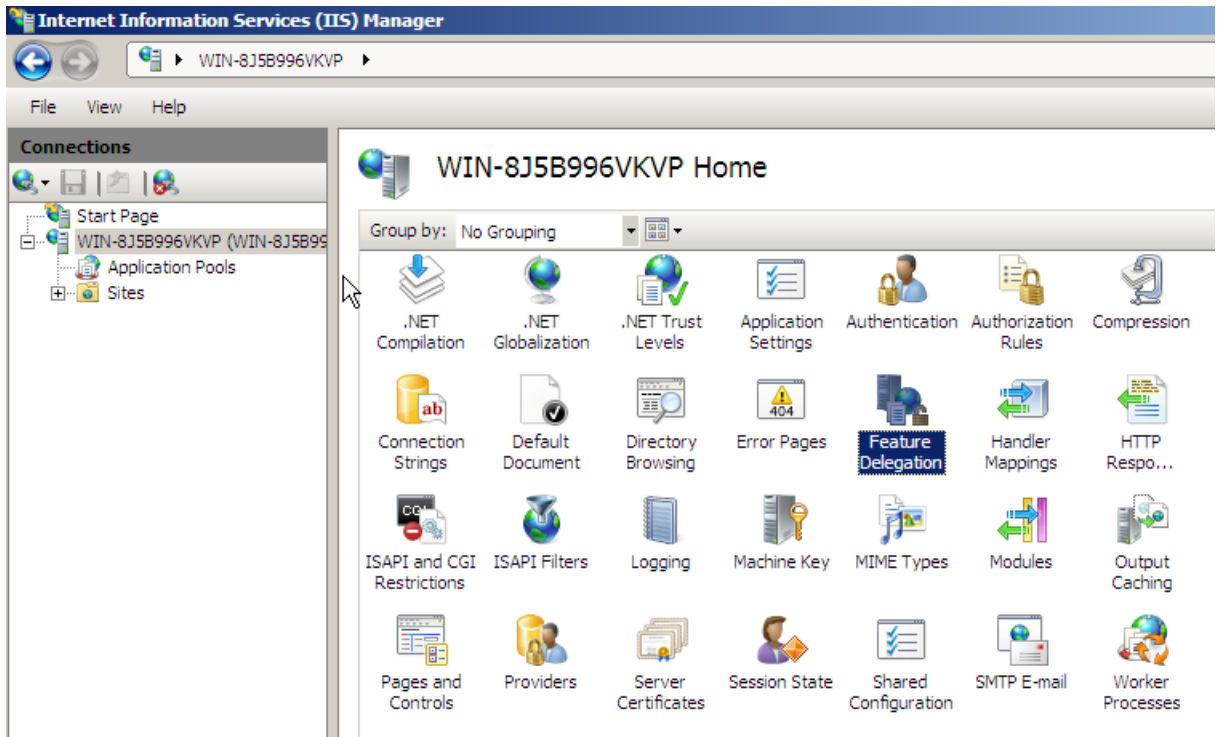 Internet Information Services (IIS) Manager
WIN-8J5B996VKVP
File View Help
Connections
Start Page
WIN-8J5B996VKVP (WIN-8J5B99
Application Pools
Sites
WIN-8J5B996VKVP Home
Group by: No Grouping
.NET Compilation
.NET Globalization
.NET Trust Levels
Application Settings
Authentication
Authorization Rules
Compression
ab
Connection Strings
Default Document
Directory Browsing
404
Error Pages
Feature Delegation
Handler Mappings
HTTP Respo...
CGI
ISAPI and CGI Restrictions
ISAPI Filters
Logging
Machine Key
MIME Types
Modules
Output Caching
Pages and Controls
Providers
Server Certificates
Session State
Shared Configuration
SMTP E-mail
Worker Processes